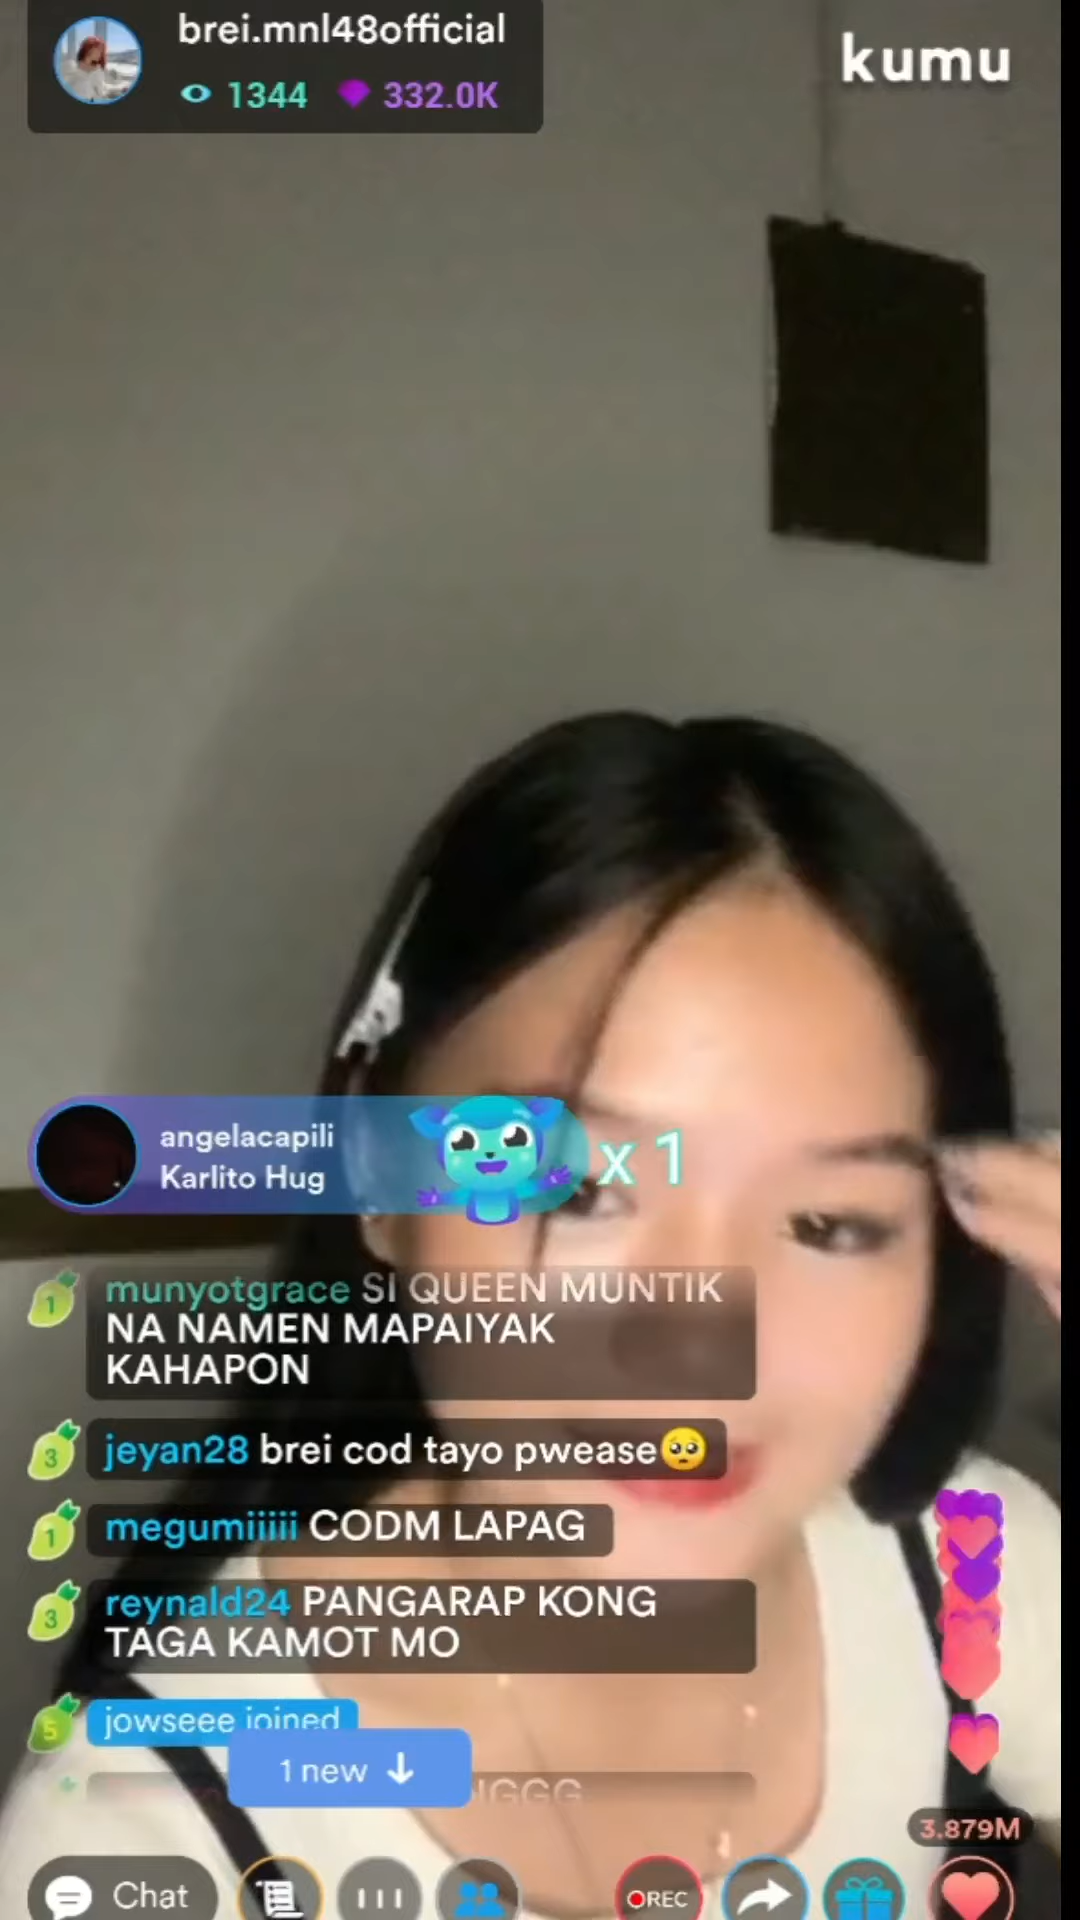 brei.mnl48official
kumu
1344 332.0K
angelacapili
Karlito Hug
x 1
1
munyotgrace SI QUEEN MUNTIK
NA NAMEN MAPAIYAK
KAHAPON
3
jeyan28 brei cod tayo pwease🥺
1
megumiiiii CODM LAPAG
3
reynald24 PANGARAP KONG
TAGA KAMOT MO
5
jowseee joined
1 new ↓
3.879M
Chat
REC